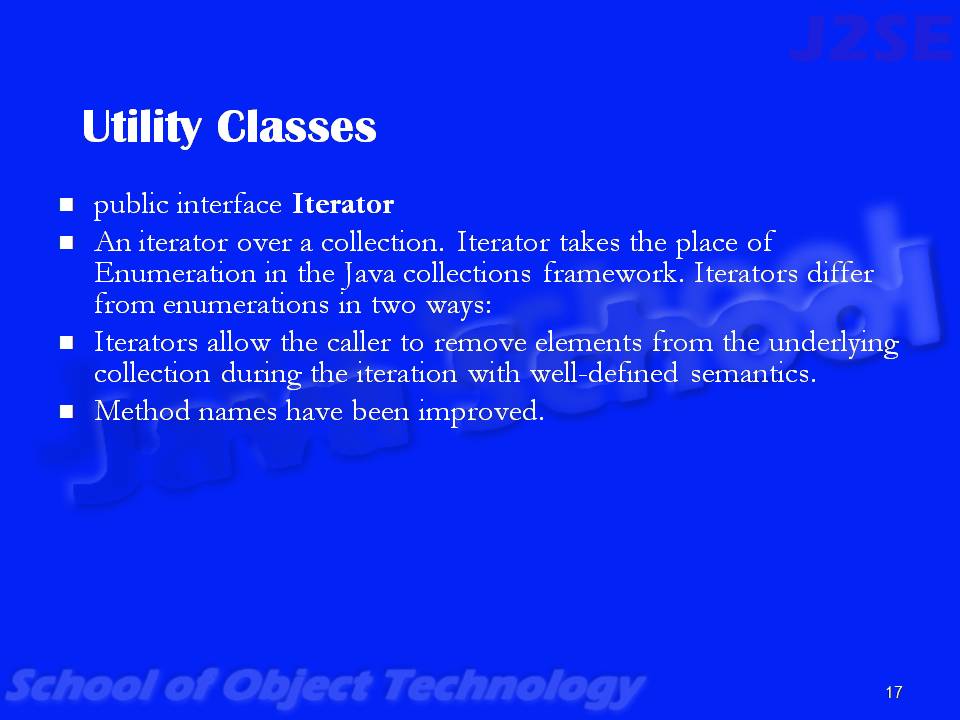 J2SE
Utility Classes
public interface Iterator
An iterator over a collection. Iterator takes the place of
Enumeration in the Java collections framework. Iterators differ
from enumerations in two ways:
Iterators allow the caller to remove elements from the underlying
collection during the iteration with well-defined semantics.
Method names have been improved.
Java School
School of Object Technology
17